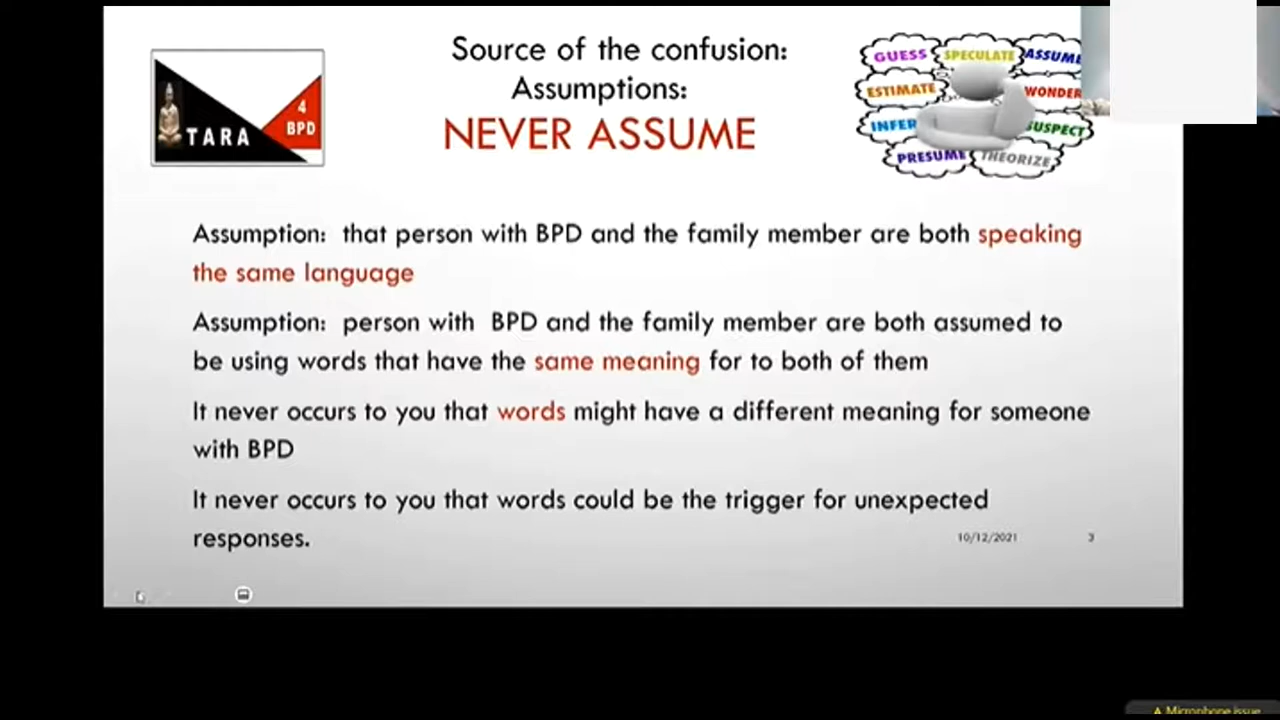 Source of the confusion:
Assumptions:
NEVER ASSUME
TARA
4
BPD
GUESS SPECULATE ASSUME
ESTIMATE WONDER
INFER SUSPECT
PRESUME THEORIZE
Assumption: that person with BPD and the family member are both speaking
the same language
Assumption: person with BPD and the family member are both assumed to
be using words that have the same meaning for to both of them
It never occurs to you that words might have a different meaning for someone
with BPD
It never occurs to you that words could be the trigger for unexpected
responses.
10/12/2021 3
Microphone issue